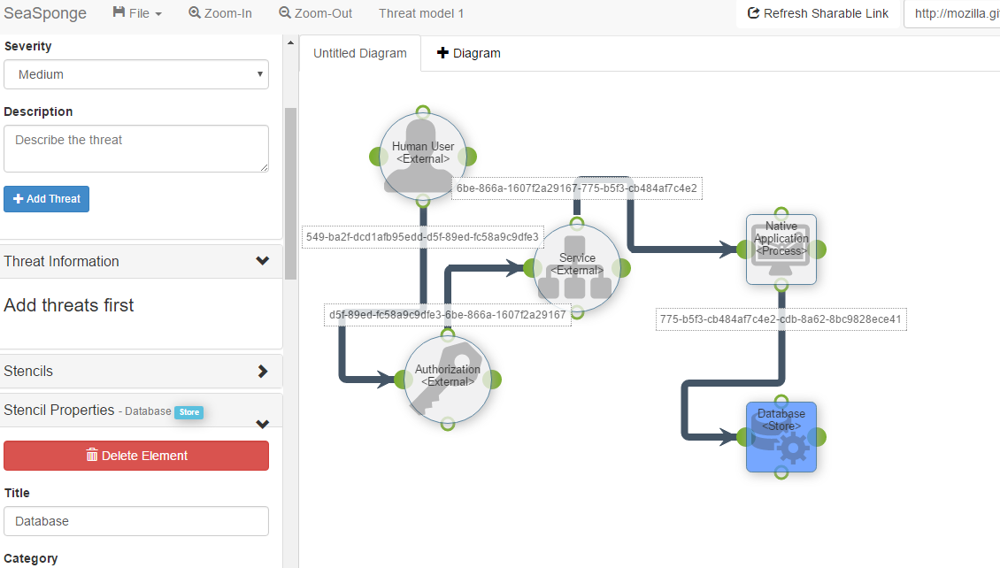 SeaSponge File Zoom-In Zoom-Out Threat model 1 Refresh Sharable Link http://mozilla.gi
Severity
Medium
Description
Describe the threat
Add Threat
Threat Information
Add threats first
Stencils
Stencil Properties - Database Store
Delete Element
Title
Database
Category
Untitled Diagram Diagram
Human User
<External>
6be-866a-1607f2a29167-775-b5f3-cb484af7c4e2
549-ba2f-dcd1afb95edd-d5f-89ed-fc58a9c9dfe3
Service
<External>
Native
Application
<Process>
d5f-89ed-fc58a9c9dfe3-6be-866a-1607f2a29167
775-b5f3-cb484af7c4e2-cdb-8a62-8bc9828ece41
Authorization
<External>
Database
<Store>